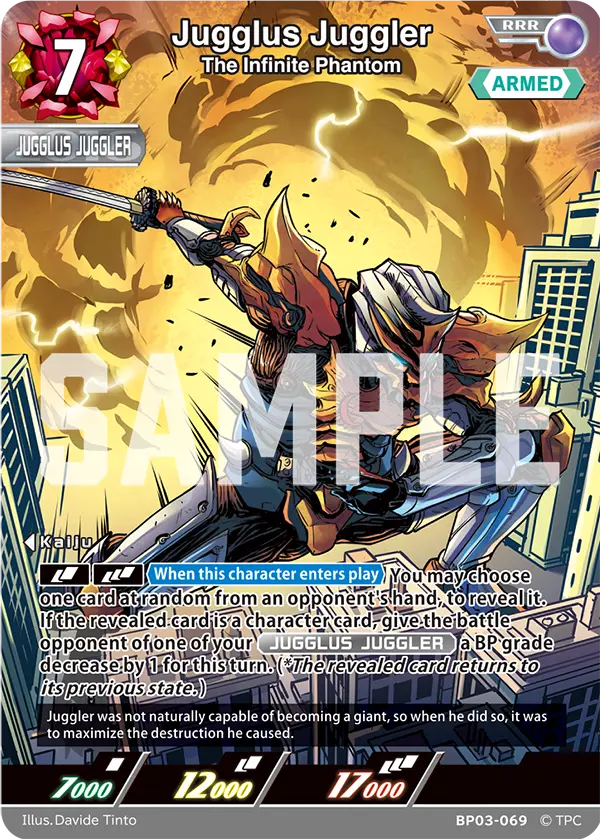 7
Jugglus Juggler
The Infinite Phantom
RRR
ARMED
JUGGLUS JUGGLER
SAMPLE
Kaiju
When this character enters play You may choose
one card at random from an opponent's hand, to reveal it.
If the revealed card is a character card, give the battle
opponent of one of your JUGGLUS JUGGLER a BP grade
decrease by 1 for this turn. (*The revealed card returns to
its previous state.)
Juggler was not naturally capable of becoming a giant, so when he did so, it was
to maximize the destruction he caused.
7000 12000 17000
Illus.Davide Tinto BP03-069 © TPC